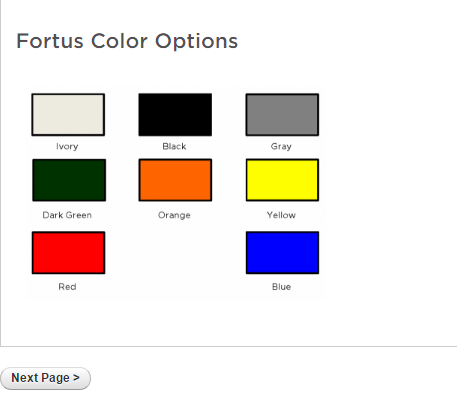 Fortus Color Options
Ivory Black Gray
Dark Green Orange Yellow
Red Blue
Next Page >